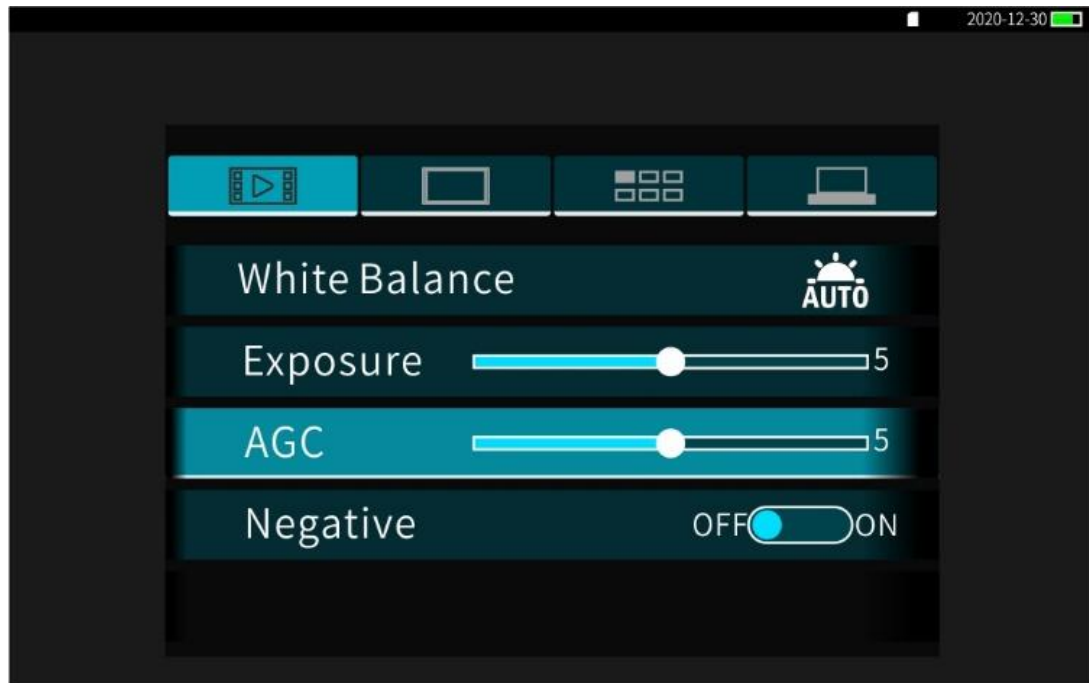 2020-12-30
White Balance AUTO
Exposure 5
AGC 5
Negative OFF ON